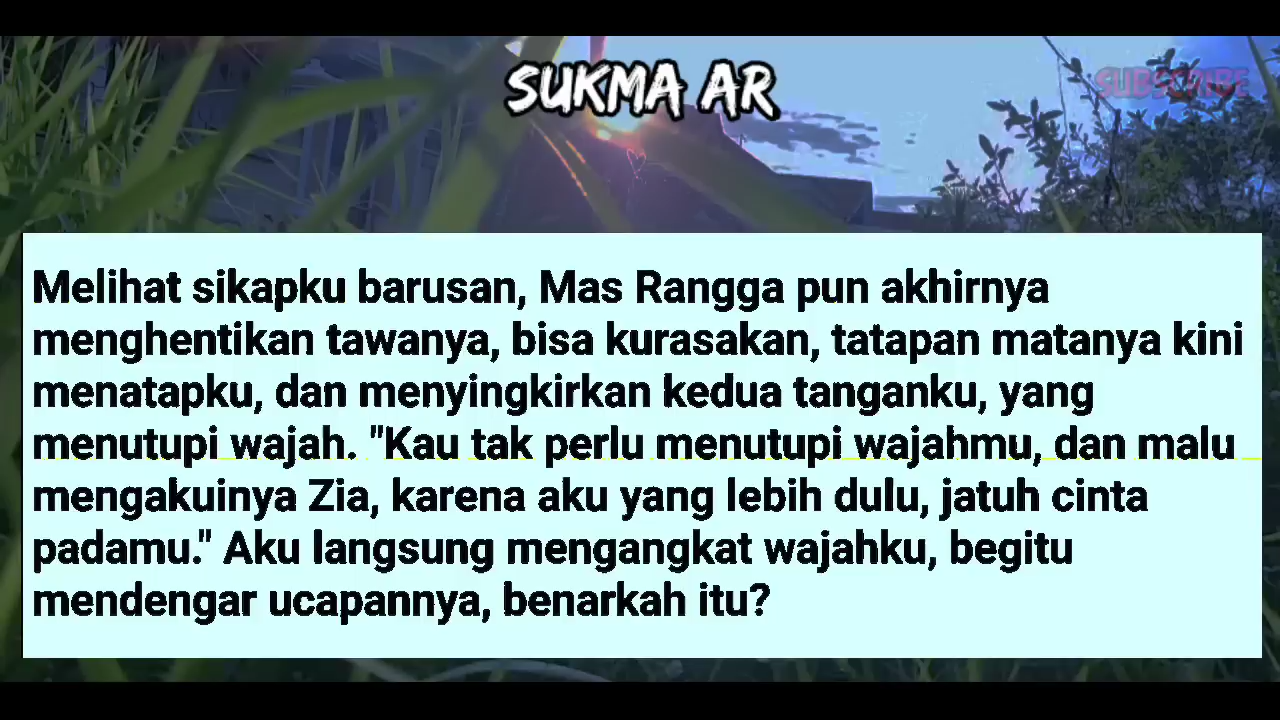 SUKMA AR
SUBSCRIBE
Melihat sikapku barusan, Mas Rangga pun akhirnya
menghentikan tawanya, bisa kurasakan, tatapan matanya kini
menatapku, dan menyingkirkan kedua tanganku, yang
menutupi wajah. "Kau tak perlu menutupi wajahmu, dan malu
mengakuinya Zia, karena aku yang lebih dulu, jatuh cinta
padamu." Aku langsung mengangkat wajahku, begitu
mendengar ucapannya, benarkah itu?